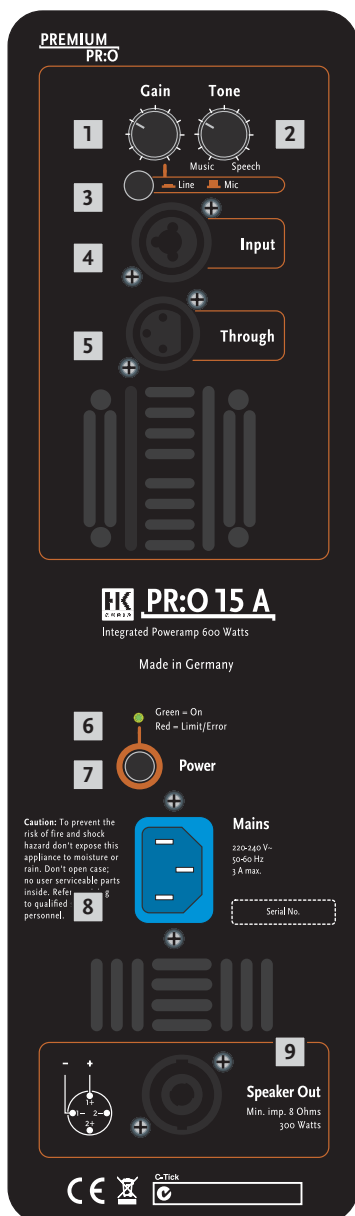 PREMIUM
PR:O
Gain Tone
1
2
Music Speech
3
Line Mic
4
Input
5
Through
HK
AUDIO
PR:O 15 A
Integrated Poweramp 600 Watts
Made in Germany
6
Green = On
Red = Limit/Error
7
Power
Caution: To prevent the
risk of fire and shock
hazard don't expose this
appliance to moisture or
rain. Don't open case;
no user serviceable parts
inside. Refer
to qualified
personnel.
8
Mains
220-240 V~
50-60 Hz
3 A max.
Serial No.
9
- +
1+
1- 2-
2+
Speaker Out
Min. imp. 8 Ohms
300 Watts
CE
C-Tick